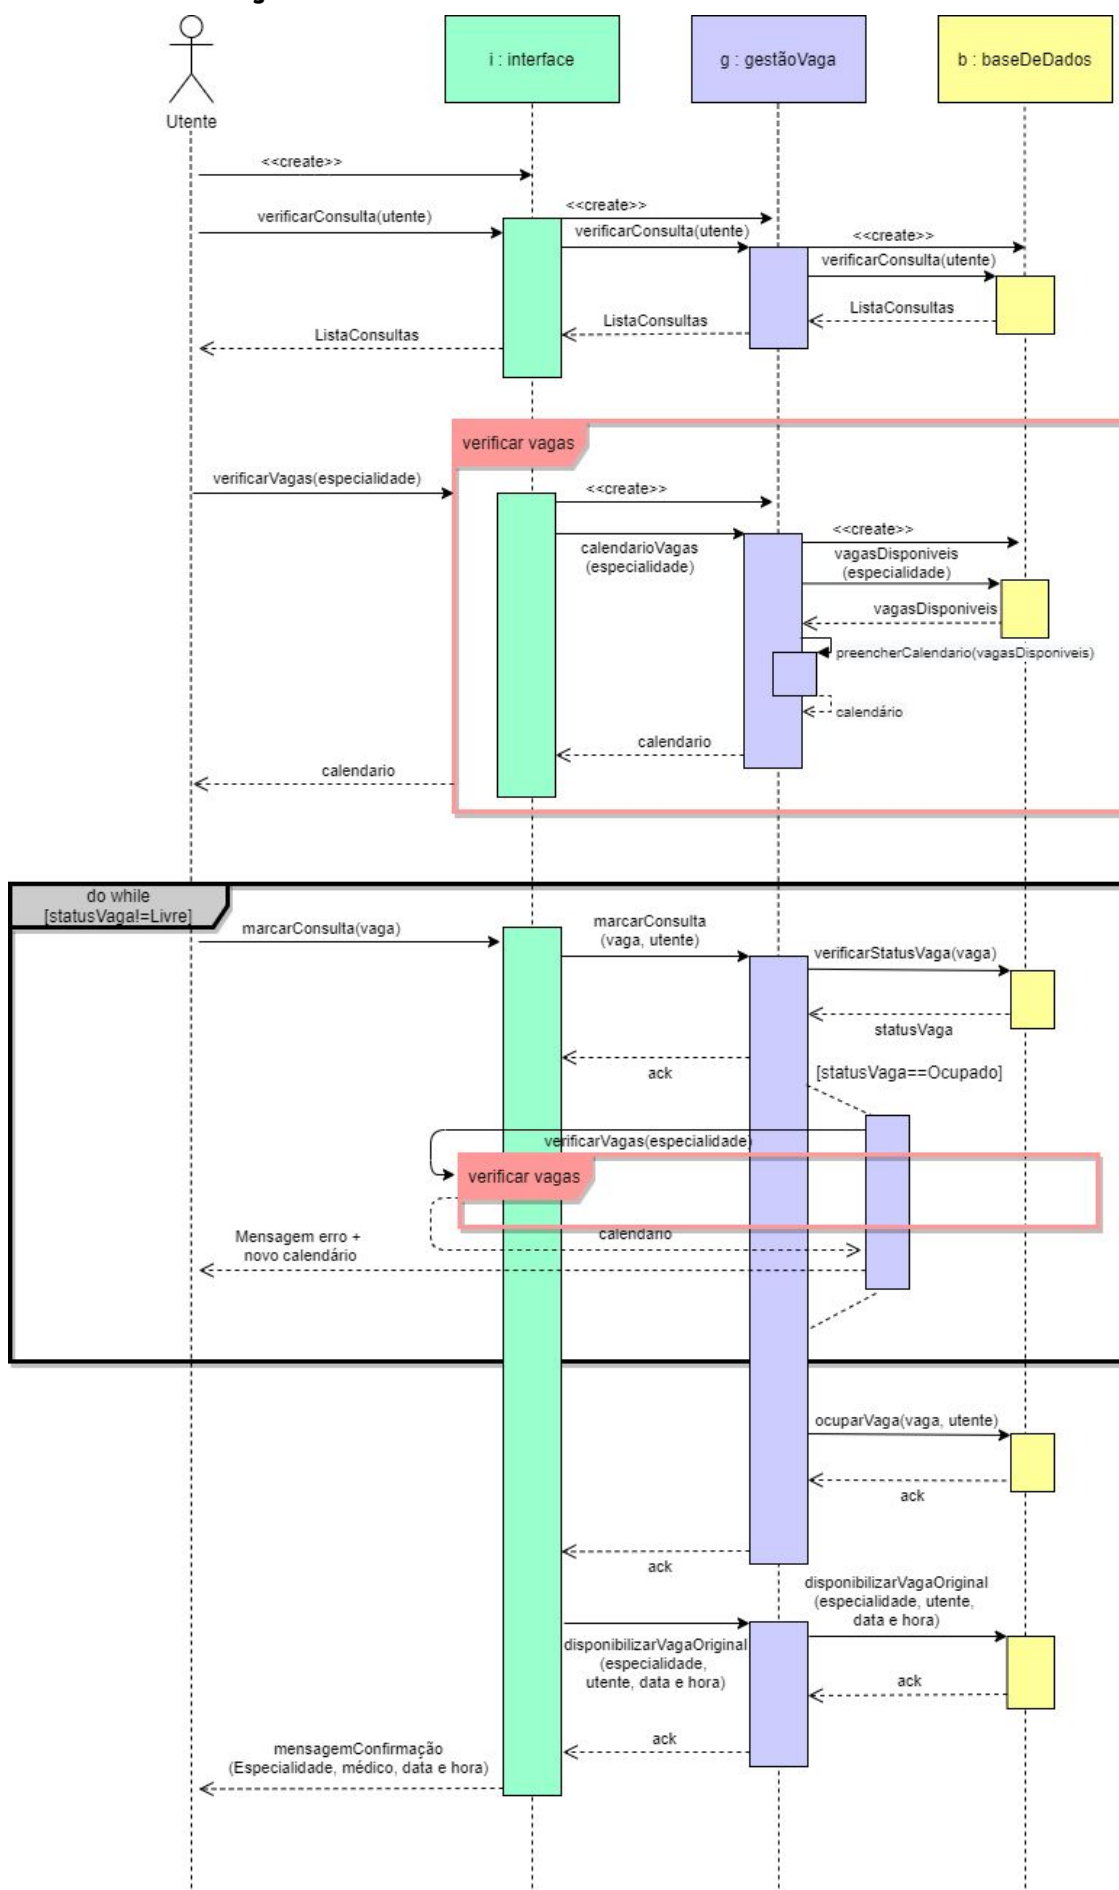 i : interface
g : gestãoVaga
b : baseDeDados
Utente
<<create>>
verificarConsulta(utente)
<<create>>
verificarConsulta(utente)
<<create>>
verificarConsulta(utente)
ListaConsultas
ListaConsultas
ListaConsultas
verificar vagas
verificarVagas(especialidade)
<<create>>
calendarioVagas
(especialidade)
<<create>>
vagasDisponiveis
(especialidade)
vagasDisponiveis
preencherCalendario(vagasDisponiveis)
calendário
calendario
calendario
do while
[statusVaga!=Livre]
marcarConsulta(vaga)
marcarConsulta
(vaga, utente)
verificarStatusVaga(vaga)
statusVaga
ack
[statusVaga==Ocupado]
verificarVagas(especialidade)
verificar vagas
calendario
Mensagem erro +
novo calendário
ocuparVaga(vaga, utente)
ack
ack
disponibilizarVagaOriginal
(especialidade, utente,
data e hora)
disponibilizarVagaOriginal
(especialidade,
utente, data e hora)
ack
ack
mensagemConfirmação
(Especialidade, médico, data e hora)